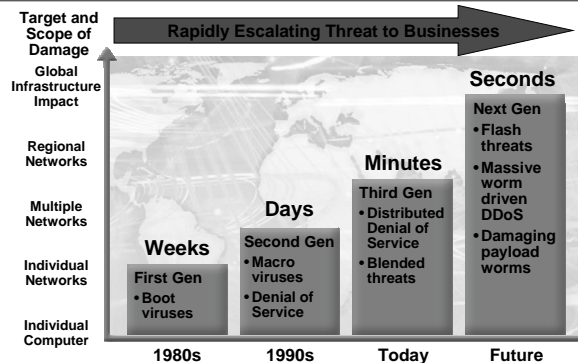 Target and
Scope of
Damage
Rapidly Escalating Threat to Businesses
Global
Infrastructure
Impact
Regional
Networks
Multiple
Networks
Individual
Networks
Individual
Computer
Weeks
First Gen
• Boot
viruses
1980s
Days
Second Gen
• Macro
viruses
• Denial of
Service
1990s
Minutes
Third Gen
• Distributed
Denial of
Service
• Blended
threats
Today
Seconds
Next Gen
• Flash
threats
• Massive
worm
driven
DDoS
• Damaging
payload
worms
Future